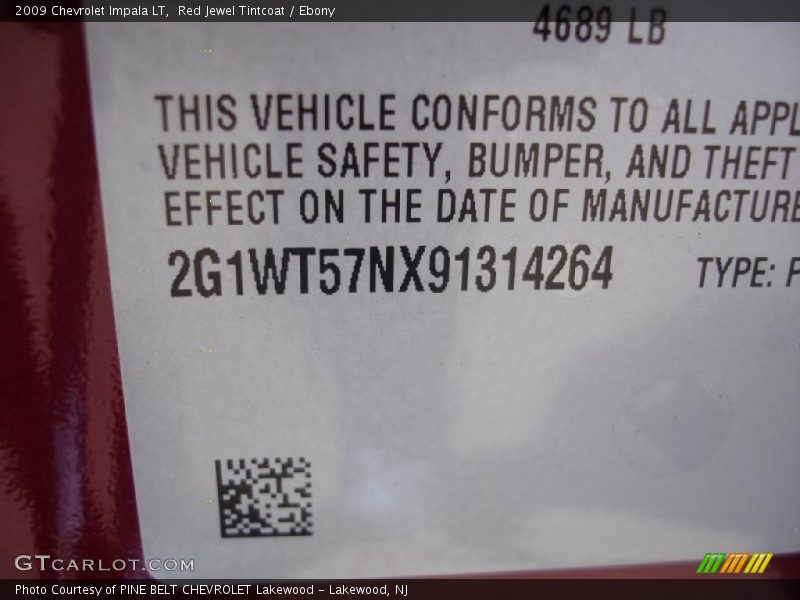 2009 Chevrolet Impala LT,  Red Jewel Tintcoat / Ebony
4689 LB
THIS VEHICLE CONFORMS TO ALL APPL
VEHICLE SAFETY, BUMPER, AND THEFT
EFFECT ON THE DATE OF MANUFACTURE
2G1WT57NX91314264 TYPE: P
GTCARLOT.COM
Photo Courtesy of PINE BELT CHEVROLET Lakewood - Lakewood, NJ